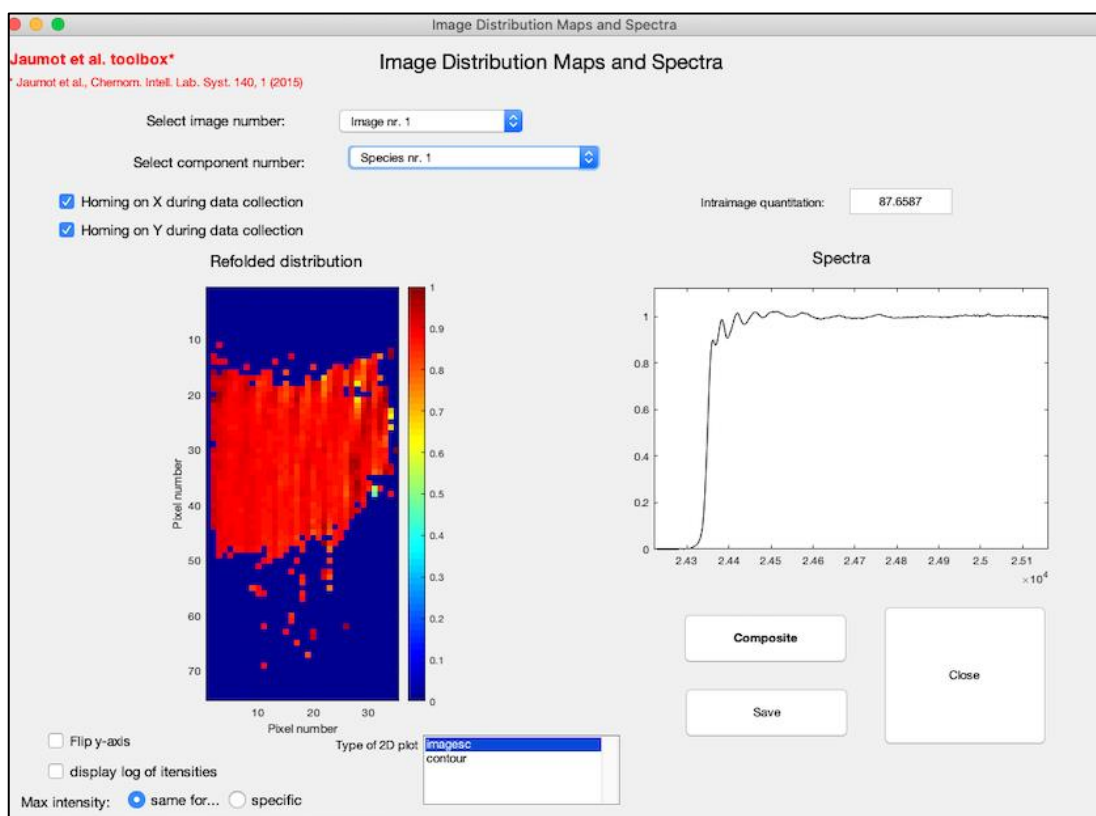 Image Distribution Maps and Spectra
Jaumot et al. toolbox*
* Jaumot et al., Chemom. Intell. Lab. Syst. 140, 1 (2015)
Image Distribution Maps and Spectra
Select image number:
Image nr. 1
Select component number:
Species nr. 1
Homing on X during data collection
Homing on Y during data collection
Intraimage quantitation:
87.6587
Refolded distribution
10
20
30
40
50
60
70
Pixel number
10
20
30
Pixel number
1
0.9
0.8
0.7
0.6
0.5
0.4
0.3
0.2
0.1
0
Spectra
1
0.8
0.6
0.4
0.2
0
2.43
2.44
2.45
2.46
2.47
2.48
2.49
2.5
2.51
×10⁴
Composite
Save
Close
Flip y-axis
display log of itensities
Max intensity:
same for...
specific
Type of 2D plot
imagesc
contour